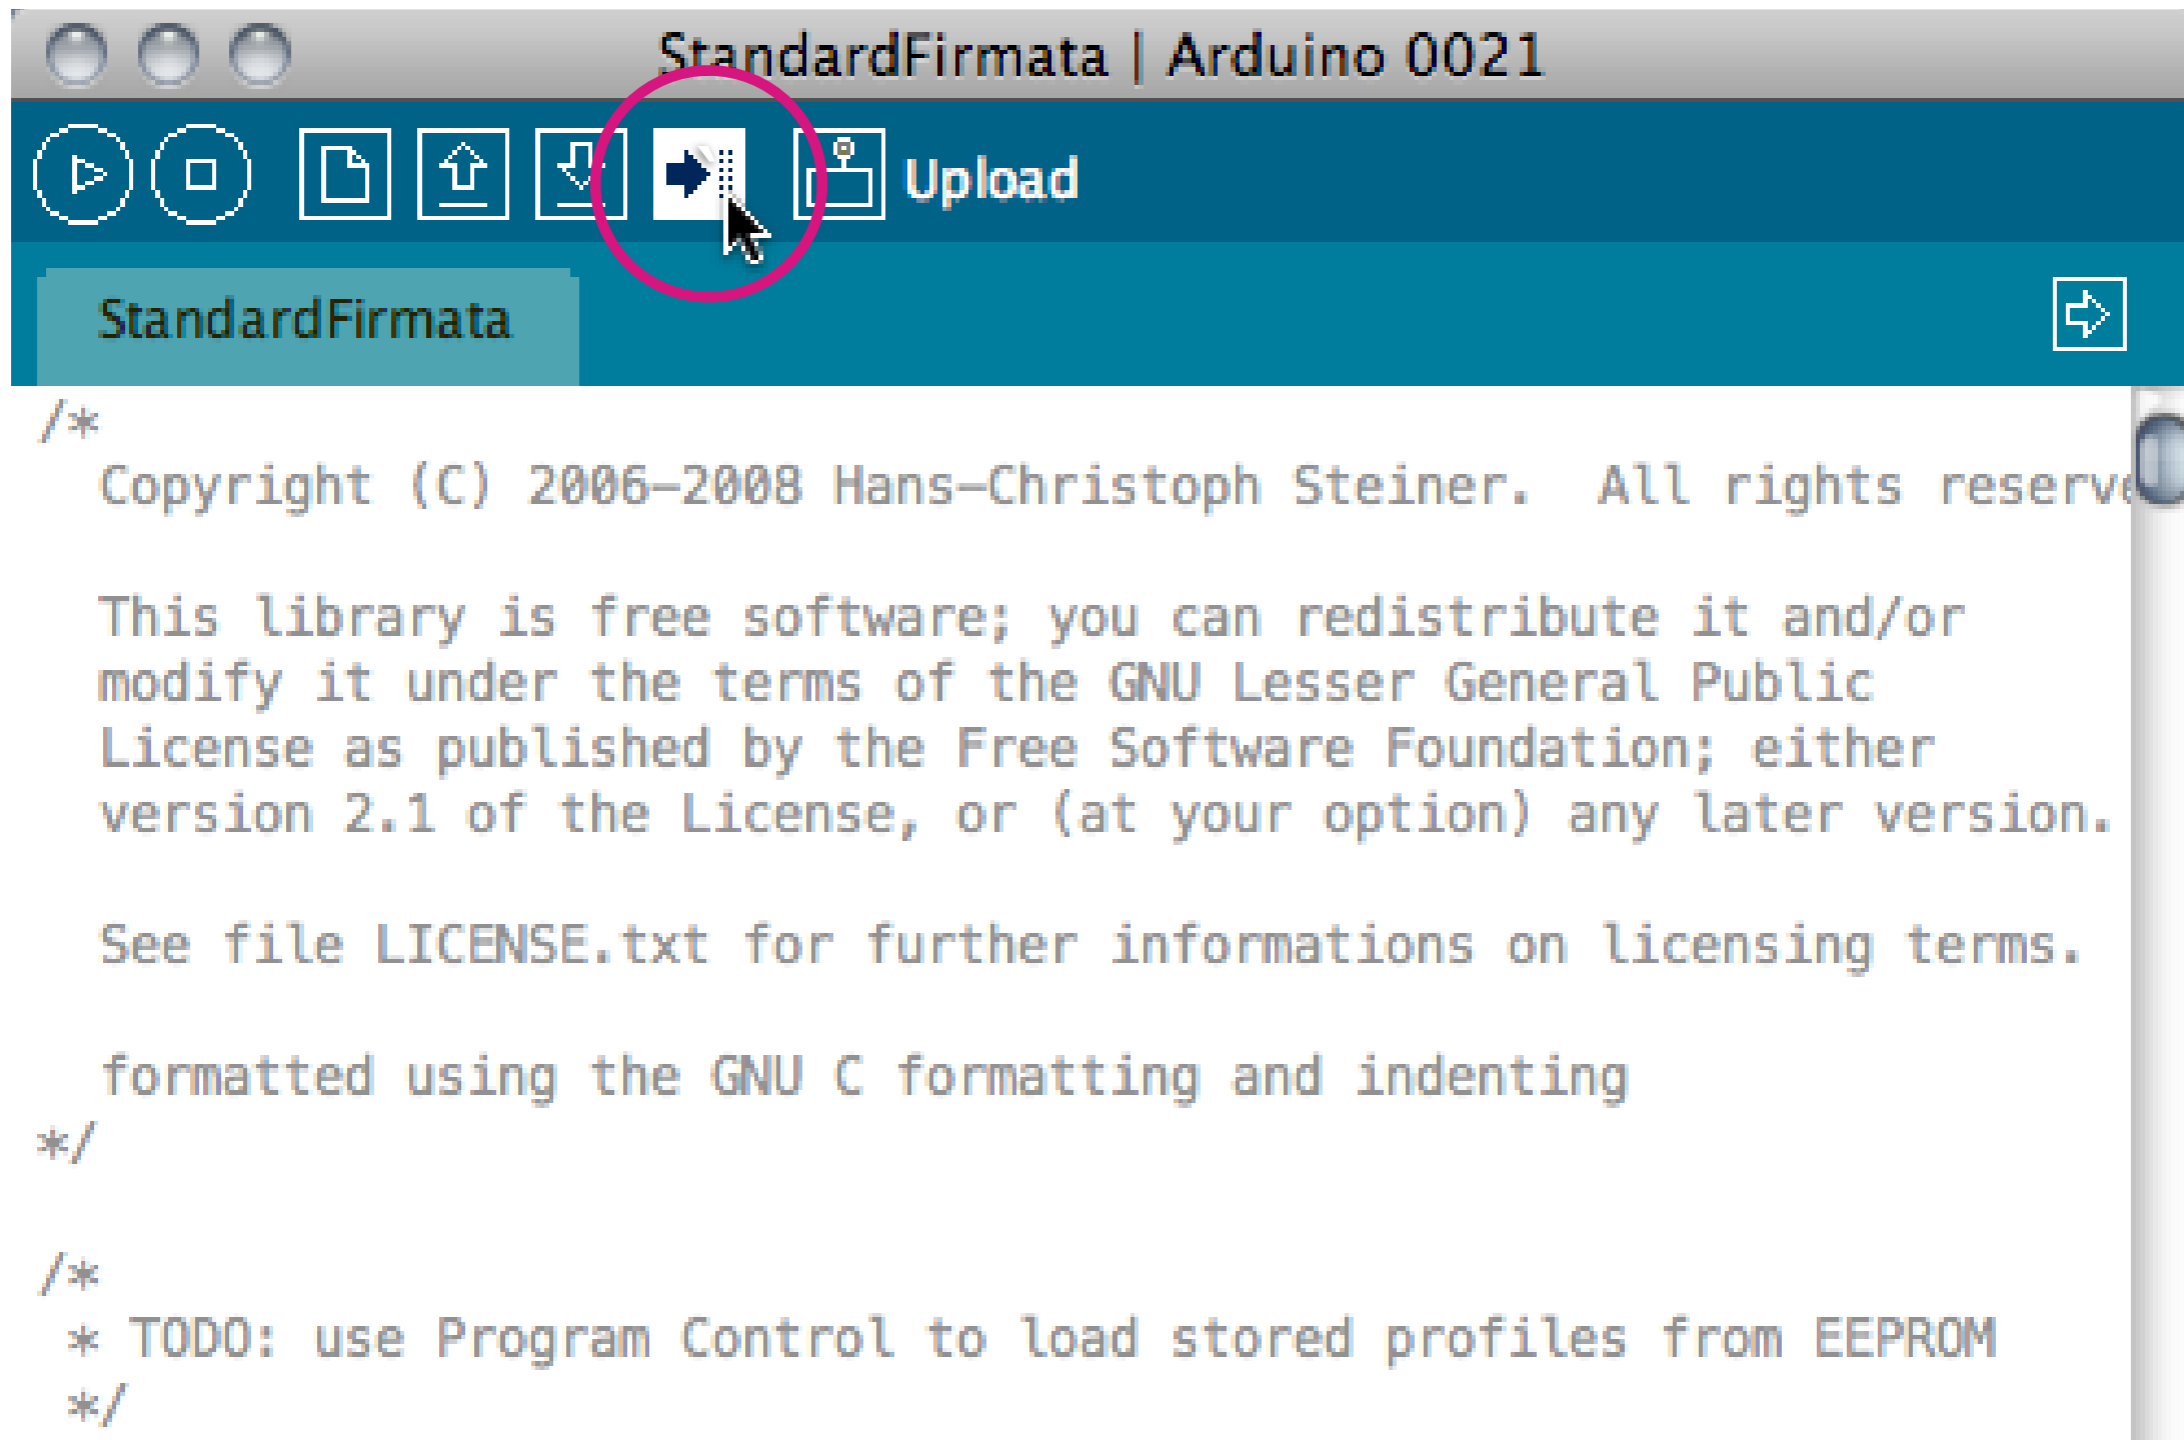 StandardFirmata | Arduino 0021
Upload
StandardFirmata
/*
Copyright (C) 2006-2008 Hans-Christoph Steiner.  All rights reserve
This library is free software; you can redistribute it and/or
modify it under the terms of the GNU Lesser General Public
License as published by the Free Software Foundation; either
version 2.1 of the License, or (at your option) any later version.
See file LICENSE.txt for further informations on licensing terms.
formatted using the GNU C formatting and indenting
*/
/*
* TODO: use Program Control to load stored profiles from EEPROM
*/